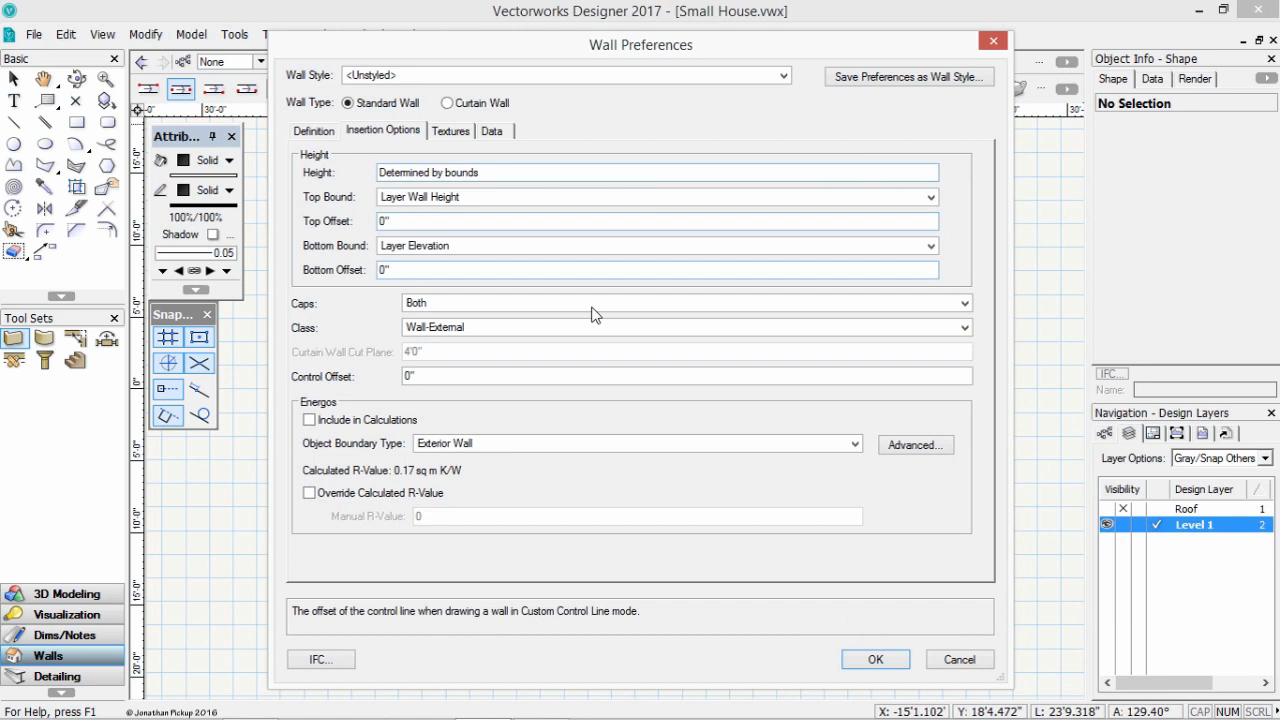 Vectorworks Designer 2017 - [Small House.vwx]
File Edit View Modify Model Tools
Wall Preferences
Basic
None
Wall Style: <Unstyled> Save Preferences as Wall Style...
Wall Type: Standard Wall Curtain Wall
Definition Insertion Options Textures Data
Height
Height: Determined by bounds
Top Bound: Layer Wall Height
Top Offset: 0"
Bottom Bound: Layer Elevation
Bottom Offset: 0"
Caps: Both
Class: Wall-External
Curtain Wall Cut Plane: 4'0"
Control Offset: 0"
Energos
Include in Calculations
Object Boundary Type: Exterior Wall Advanced...
Calculated R-Value: 0.17 sq m K/W
Override Calculated R-Value
Manual R-Value: 0
The offset of the control line when drawing a wall in Custom Control Line mode.
IFC... OK Cancel
30'-0"
Attrib...
Solid
Solid
100%/100%
Shadow ...
0.05
Snap...
Tool Sets
3D Modeling
Visualization
Dims/Notes
Walls
Detailing
Object Info - Shape
Shape Data Render
No Selection
IFC...
Name:
Navigation - Design Layers
Layer Options: Gray/Snap Others
Visibility Design Layer /
Roof 1
Level 1 2
For Help, press F1 © Jonathan Pickup 2016 X: -15'1.102' Y: 18'4.472" L: 23'9.318" A: 129.40° CAP NUM SCRL